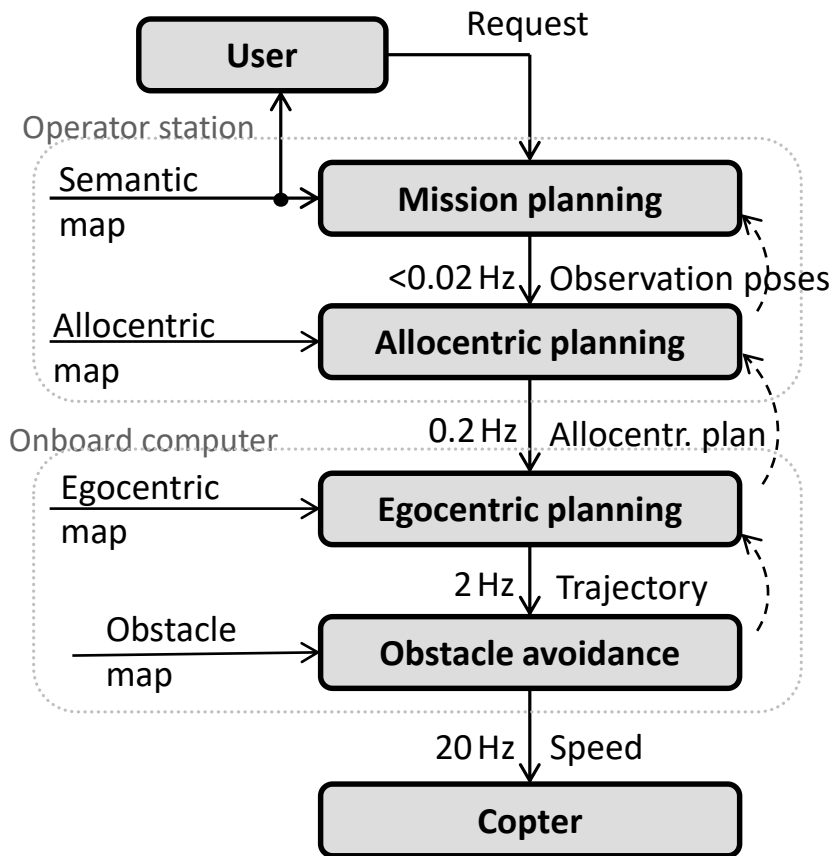 Request
User
Operator station
Semantic
map
Mission planning
<0.02 Hz Observation poses
Allocentric
map
Allocentric planning
0.2 Hz Allocentr. plan
Onboard computer
Egocentric
map
Egocentric planning
2 Hz Trajectory
Obstacle
map
Obstacle avoidance
20 Hz Speed
Copter